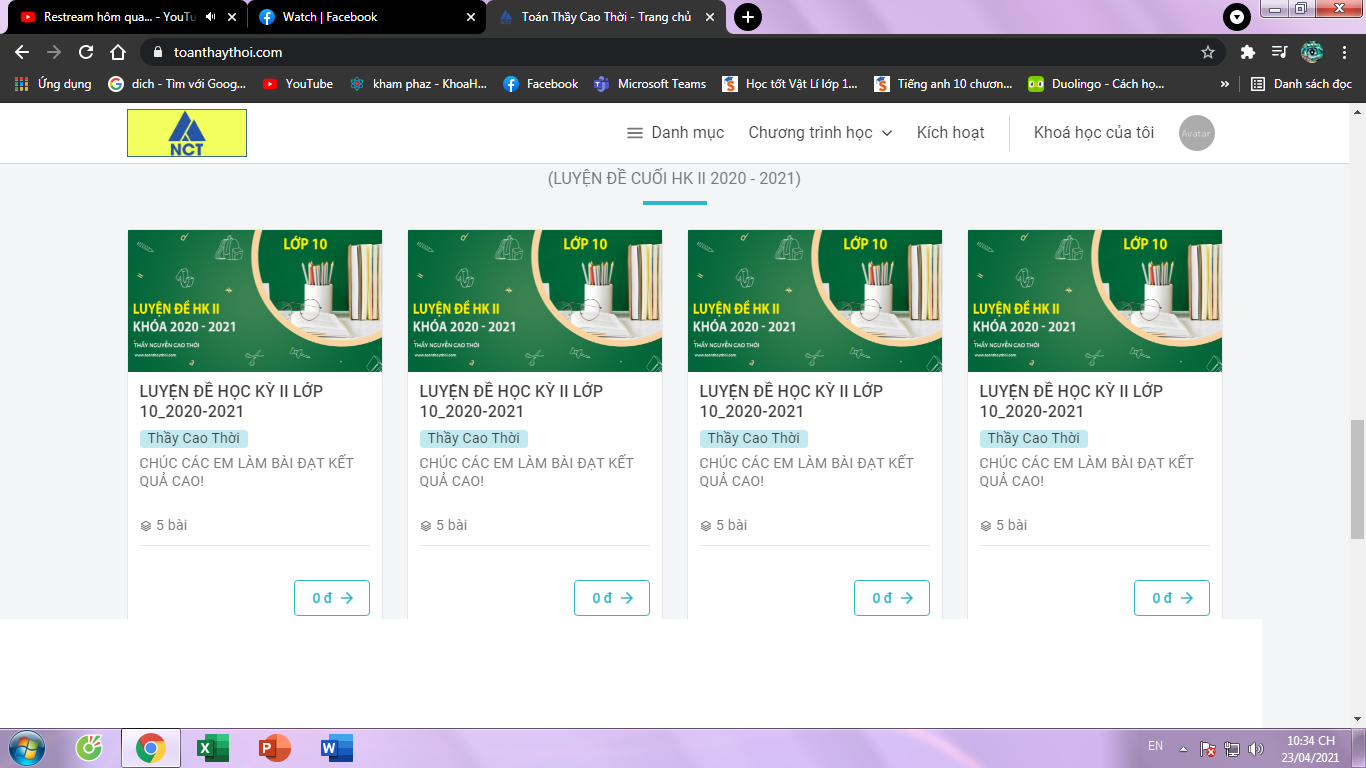 Restream hôm qua... - YouTu
Watch | Facebook
Toán Thầy Cao Thời - Trang chủ
toanthaythoi.com
Ứng dụng
dich - Tìm với Goog...
YouTube
kham phaz - KhoaH...
Facebook
Microsoft Teams
Học tốt Vật Lí lớp 1...
Tiếng anh 10 chươn...
Duolingo - Cách họ...
»
Danh sách đọc
NCT
Danh mục
Chương trình học
Kích hoạt
Khoá học của tôi
Avatar
(LUYỆN ĐỀ CUỐI HK II 2020 - 2021)
LỚP 10
LUYỆN ĐỀ HK II
KHÓA 2020 - 2021
THẦY NGUYỄN CAO THỜI
www.toanthaythoi.com
LUYỆN ĐỀ HỌC KỲ II LỚP
10_2020-2021
Thầy Cao Thời
CHÚC CÁC EM LÀM BÀI ĐẠT KẾT
QUẢ CAO!
5 bài
0 đ →
LỚP 10
LUYỆN ĐỀ HK II
KHÓA 2020 - 2021
THẦY NGUYỄN CAO THỜI
www.toanthaythoi.com
LUYỆN ĐỀ HỌC KỲ II LỚP
10_2020-2021
Thầy Cao Thời
CHÚC CÁC EM LÀM BÀI ĐẠT KẾT
QUẢ CAO!
5 bài
0 đ →
LỚP 10
LUYỆN ĐỀ HK II
KHÓA 2020 - 2021
THẦY NGUYỄN CAO THỜI
www.toanthaythoi.com
LUYỆN ĐỀ HỌC KỲ II LỚP
10_2020-2021
Thầy Cao Thời
CHÚC CÁC EM LÀM BÀI ĐẠT KẾT
QUẢ CAO!
5 bài
0 đ →
LỚP 10
LUYỆN ĐỀ HK II
KHÓA 2020 - 2021
THẦY NGUYỄN CAO THỜI
www.toanthaythoi.com
LUYỆN ĐỀ HỌC KỲ II LỚP
10_2020-2021
Thầy Cao Thời
CHÚC CÁC EM LÀM BÀI ĐẠT KẾT
QUẢ CAO!
5 bài
0 đ →
EN
10:34 CH
23/04/2021